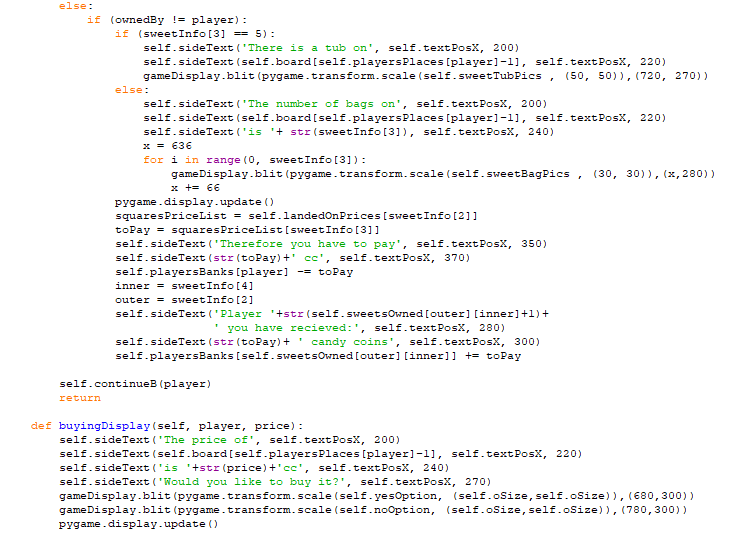 else:
if (ownedBy != player):
if (sweetInfo[3] == 5):
self.sideText('There is a tub on', self.textPosX, 200)
self.sideText(self.board[self.playersPlaces[player]-1], self.textPosX, 220)
gameDisplay.blit(pygame.transform.scale(self.sweetTubPics , (50, 50)),(720, 270))
else:
self.sideText('The number of bags on', self.textPosX, 200)
self.sideText(self.board[self.playersPlaces[player]-1], self.textPosX, 220)
self.sideText('is '+ str(sweetInfo[3]), self.textPosX, 240)
x = 636
for i in range(0, sweetInfo[3]):
gameDisplay.blit(pygame.transform.scale(self.sweetBagPics , (30, 30)),(x,280))
x += 66
pygame.display.update()
squaresPriceList = self.landedOnPrices[sweetInfo[2]]
toPay = squaresPriceList[sweetInfo[3]]
self.sideText('Therefore you have to pay', self.textPosX, 350)
self.sideText(str(toPay)+' cc', self.textPosX, 370)
self.playersBanks[player] -= toPay
inner = sweetInfo[4]
outer = sweetInfo[2]
self.sideText('Player '+str(self.sweetsOwned[outer][inner]+1)+
' you have recieved:', self.textPosX, 280)
self.sideText(str(toPay)+ ' candy coins', self.textPosX, 300)
self.playersBanks[self.sweetsOwned[outer][inner]] += toPay
self.continueB(player)
return
def buyingDisplay(self, player, price):
self.sideText('The price of', self.textPosX, 200)
self.sideText(self.board[self.playersPlaces[player]-1], self.textPosX, 220)
self.sideText('is '+str(price)+'cc', self.textPosX, 240)
self.sideText('Would you like to buy it?', self.textPosX, 270)
gameDisplay.blit(pygame.transform.scale(self.yesOption, (self.oSize,self.oSize)),(680,300))
gameDisplay.blit(pygame.transform.scale(self.noOption, (self.oSize,self.oSize)),(780,300))
pygame.display.update()